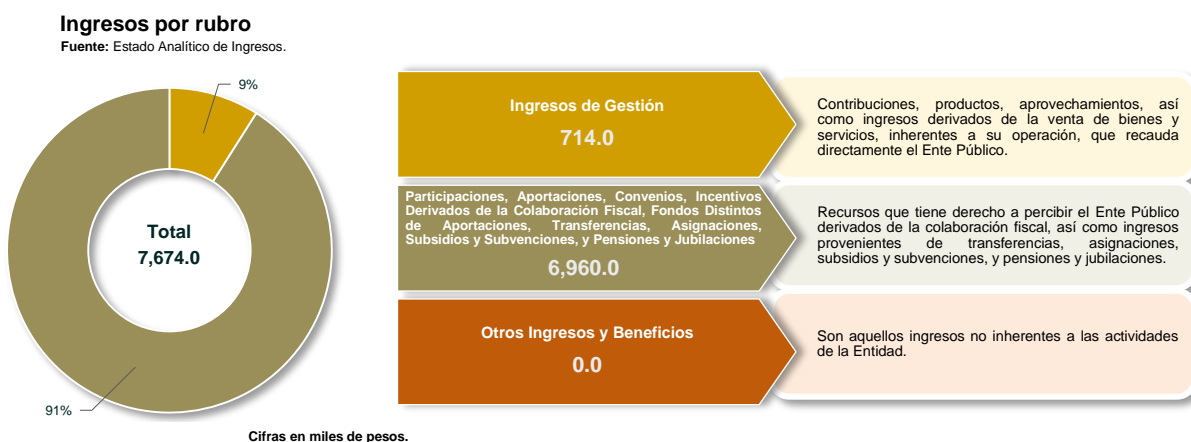 Ingresos por rubro
Fuente: Estado Analítico de Ingresos.
9%
Total
7,674.0
91%
Ingresos de Gestión
714.0
Contribuciones, productos, aprovechamientos, así
como ingresos derivados de la venta de bienes y
servicios, inherentes a su operación, que recauda
directamente el Ente Público.
Participaciones, Aportaciones, Convenios, Incentivos
Derivados de la Colaboración Fiscal, Fondos Distintos
de Aportaciones, Transferencias, Asignaciones,
Subsidios y Subvenciones, y Pensiones y Jubilaciones
6,960.0
Recursos que tiene derecho a percibir el Ente Público
derivados de la colaboración fiscal, así como ingresos
provenientes de transferencias, asignaciones,
subsidios y subvenciones, y pensiones y jubilaciones.
Otros Ingresos y Beneficios
0.0
Son aquellos ingresos no inherentes a las actividades
de la Entidad.
Cifras en miles de pesos.